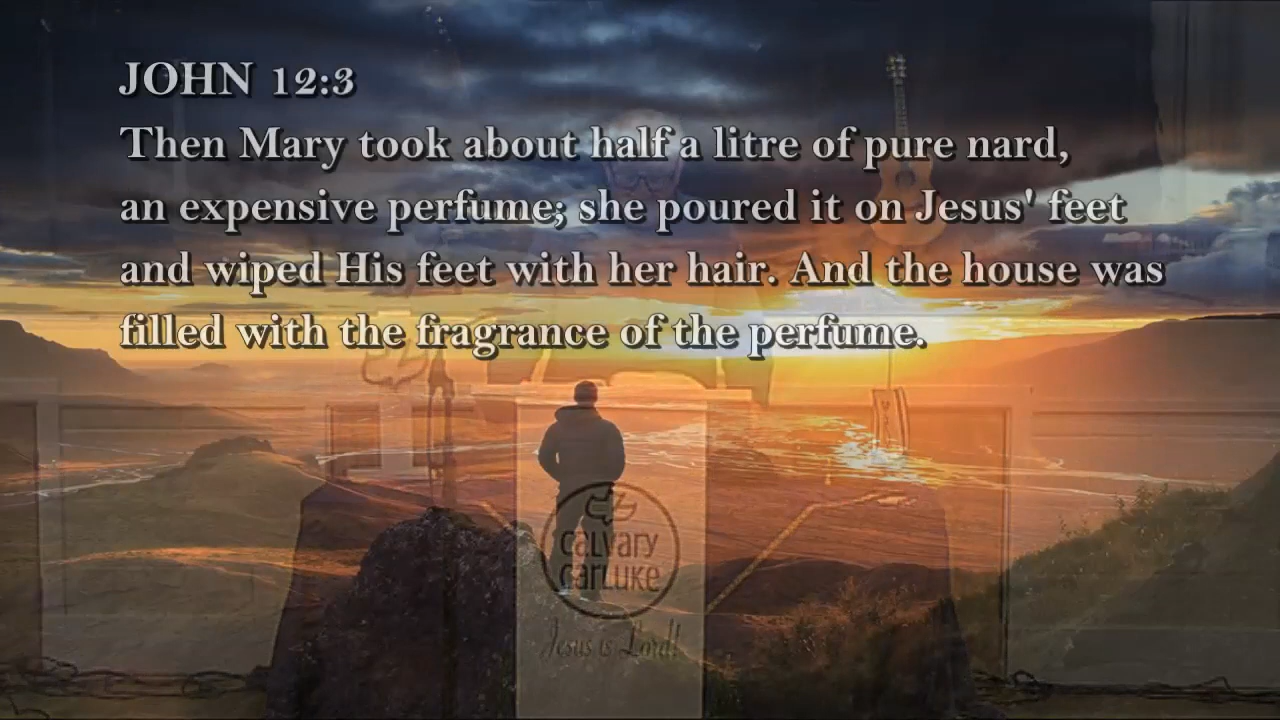 JOHN 12:3
Then Mary took about half a litre of pure nard,
an expensive perfume; she poured it on Jesus' feet
and wiped His feet with her hair. And the house was
filled with the fragrance of the perfume.
CALVARY
CARLUKE
Jesus is Lord!